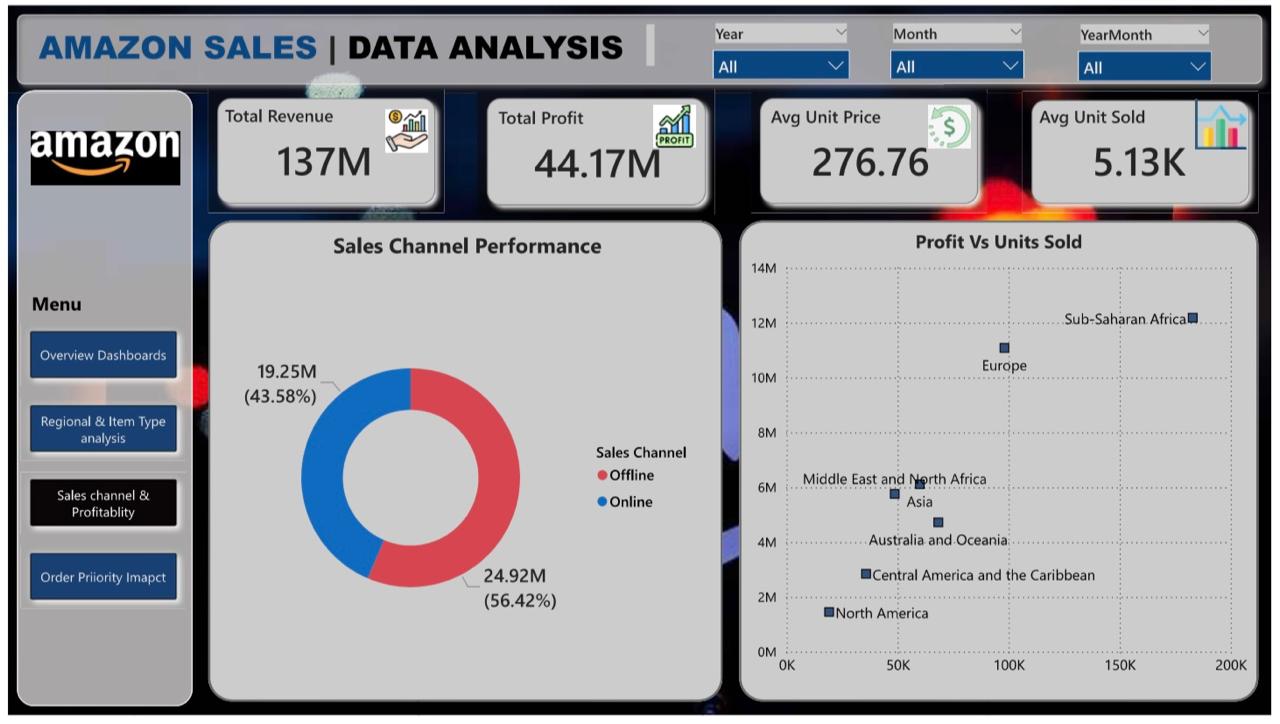 AMAZON SALES | DATA ANALYSIS
Year
All
Month
All
YearMonth
All
amazon
Menu
Overview Dashboards
Regional & Item Type
analysis
Sales channel &
Profitablity
Order Priiority Imapct
Total Revenue
137M
Total Profit
44.17M
PROFIT
Avg Unit Price
276.76
$
Avg Unit Sold
5.13K
Sales Channel Performance
19.25M
(43.58%)
24.92M
(56.42%)
Sales Channel
Offline
Online
Profit Vs Units Sold
14M
12M
10M
8M
6M
4M
2M
0M
0K
50K
100K
150K
200K
Sub-Saharan Africa
Europe
Middle East and North Africa
Asia
Australia and Oceania
Central America and the Caribbean
North America